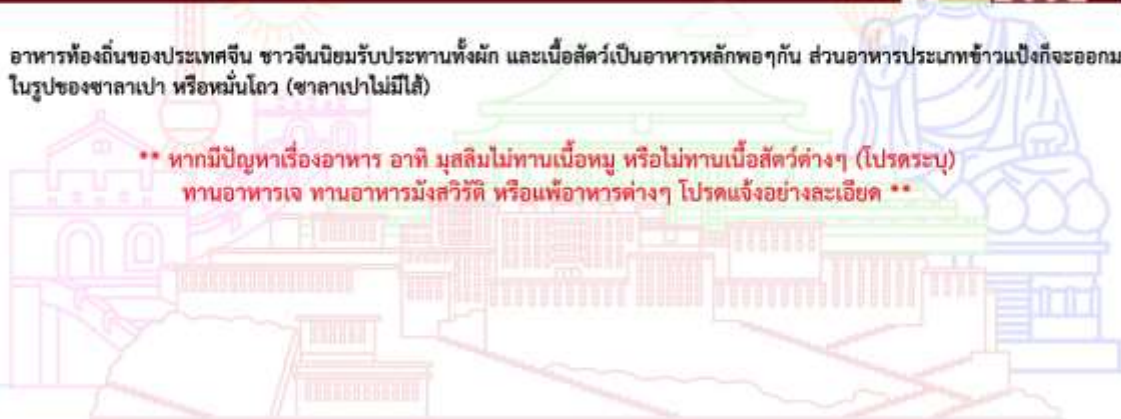 อาหารท้องถิ่นของประเทศจีน ชาวจีนนิยมรับประทานทั้งผัก และเนื้อสัตว์เป็นอาหารหลักพอๆกัน ส่วนอาหารประเภทข้าวแป้งก็จะออกม
ในรูปของซาลาเปา หรือหมั่นโถว (ซาลาเปาไม่มีไส้)
** หากมีปัญหาเรื่องอาหาร อาทิ มุสลิมไม่ทานเนื้อหมู หรือไม่ทานเนื้อสัตว์ต่างๆ (โปรดระบุ)
ทานอาหารเจ ทานอาหารมังสวิรัติ หรือแพ้อาหารต่างๆ โปรดแจ้งอย่างละเอียด **